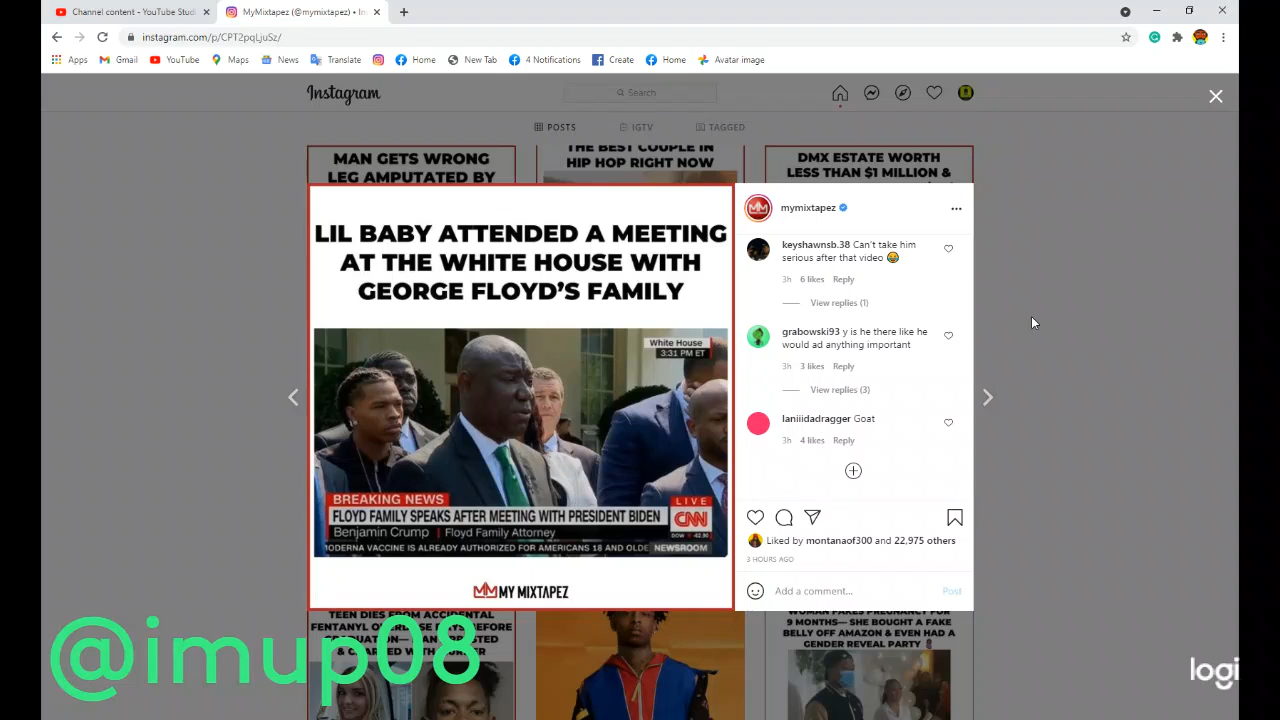 Channel content - YouTube Studi
MyMixtapez (@mymixtapez) • Ins
instagram.com/p/CPT2pqLjuSz/
Apps
Gmail
YouTube
Maps
News
Translate
Home
New Tab
4 Notifications
Create
Home
Avatar image
Instagram
Search
POSTS
IGTV
TAGGED
MAN GETS WRONG
LEG AMPUTATED BY
THE BEST COUPLE IN
HIP HOP RIGHT NOW
DMX ESTATE WORTH
LESS THAN $1 MILLION &
LIL BABY ATTENDED A MEETING
AT THE WHITE HOUSE WITH
GEORGE FLOYD'S FAMILY
White House
3:31 PM ET
BREAKING NEWS
FLOYD FAMILY SPEAKS AFTER MEETING WITH PRESIDENT BIDEN
Benjamin Crump | Floyd Family Attorney
LIVE
CNN
DOW
MODERNA VACCINE IS ALREADY AUTHORIZED FOR AMERICANS 18 AND OLDE
NEWSROOM
MM MY MIXTAPEZ
mymixtapez
keyshawnsb.38 Can't take him
serious after that video 😂
3h 6 likes Reply
View replies (1)
grabowski93 y is he there like he
would ad anything important
3h 3 likes Reply
View replies (3)
laniiidadragger Goat
3h 4 likes Reply
Liked by montanaof300 and 22,975 others
3 HOURS AGO
Add a comment...
Post
TEEN DIES FROM ACCIDENTAL
FENTANYL
BEFORE
WOMAN FAKES PREGNANCY FOR
9 MONTHS— SHE BOUGHT A FAKE
BELLY OFF AMAZON & EVEN HAD A
GENDER REVEAL PARTY
@imup08
logi